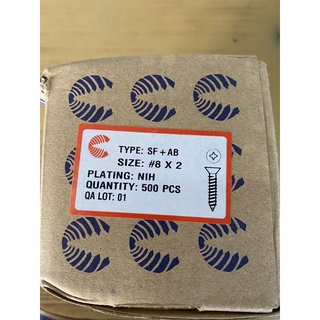 TYPE: SF+AB
SIZE: #8 X 2
PLATING: NIH
QUANTITY: 500 PCS
QA LOT: 01